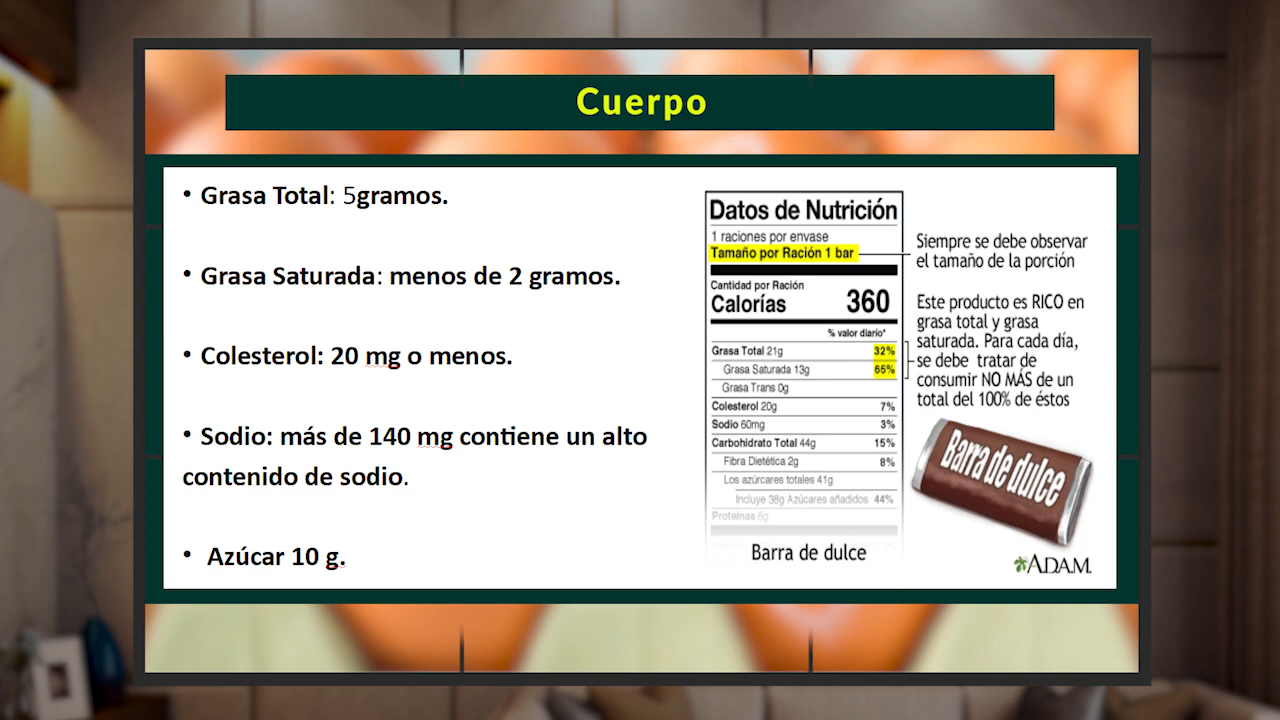 Cuerpo
• Grasa Total: 5gramos.
• Grasa Saturada: menos de 2 gramos.
• Colesterol: 20 mg o menos.
• Sodio: más de 140 mg contiene un alto
contenido de sodio.
• Azúcar 10 g.
Datos de Nutrición
1 raciones por envase
Tamaño por Ración 1 bar
Cantidad por Ración
Calorías 360
% valor diario*
Grasa Total 21g 32%
Grasa Saturada 13g 65%
Grasa Trans 0g
Colesterol 20g 7%
Sodio 60mg 3%
Carbohidrato Total 44g 15%
Fibra Dietética 2g 8%
Los azúrcares totales 41g
Incluye 38g Azúcares añadidos 44%
Proteínas 6g
Barra de dulce
Siempre se debe observar
el tamaño de la porción
Este producto es RICO en
grasa total y grasa
saturada. Para cada día,
se debe tratar de
consumir NO MÁS de un
total del 100% de éstos
Barra de dulce
ADAM.